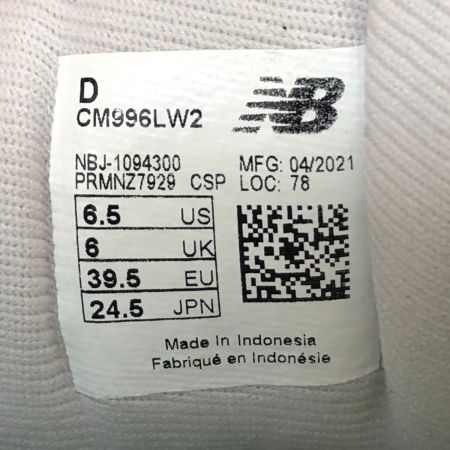 D
CM996LW2
NB
NBJ-1094300
PRMNZ7929 CSP
MFG: 04/2021
LOC: 78
6.5 US
6 UK
39.5 EU
24.5 JPN
Made In Indonesia
Fabriqué en Indonésie